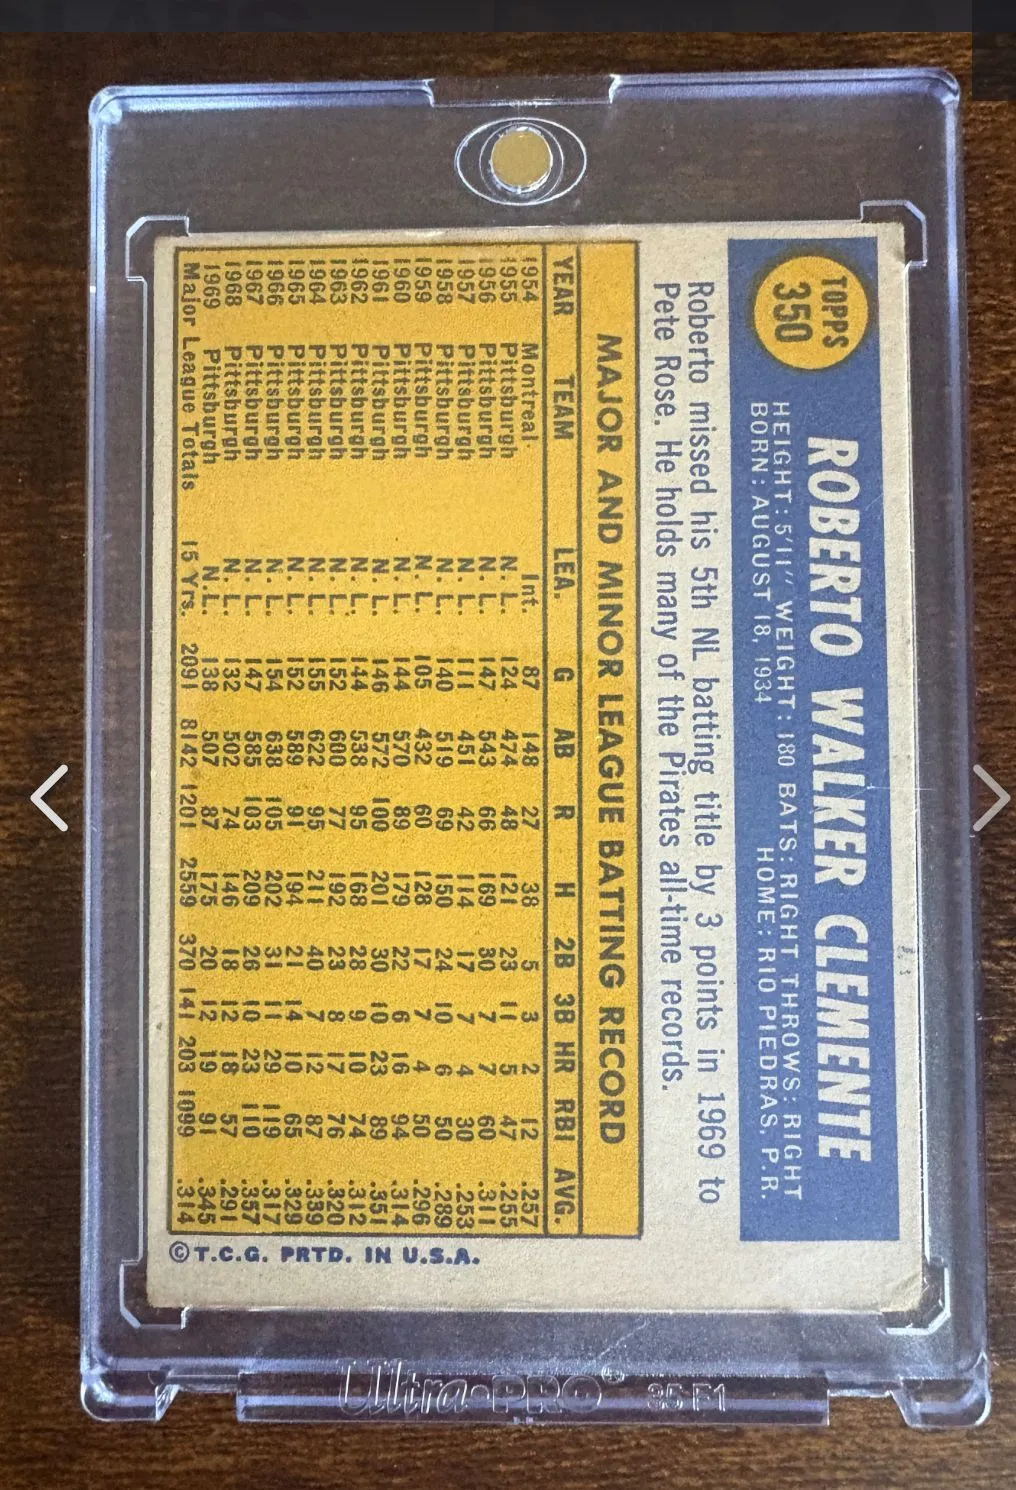 TOPPS
350
ROBERTO WALKER CLEMENTE
HEIGHT: 5'11" WEIGHT: 180 BATS: RIGHT THROWS: RIGHT
BORN: AUGUST 18, 1934 HOME: RIO PIEDRAS, P.R.
Roberto missed his 5th NL batting title by 3 points in 1969 to
Pete Rose. He holds many of the Pirates all-time records.
MAJOR AND MINOR LEAGUE BATTING RECORD
YEAR TEAM LEA. G AB R H 2B 3B HR RBI AVG.
1954 Montreal Int. 87 148 27 38 5 3 2 12 .257
1955 Pittsburgh N. L. 124 474 48 121 23 11 5 47 .255
1956 Pittsburgh N. L. 147 543 66 169 30 7 7 60 .311
1957 Pittsburgh N. L. 111 451 42 114 17 7 4 30 .253
1958 Pittsburgh N. L. 140 519 69 150 24 10 6 50 .289
1959 Pittsburgh N. L. 105 432 60 128 17 7 4 50 .296
1960 Pittsburgh N. L. 144 570 89 179 22 6 16 94 .314
1961 Pittsburgh N. L. 146 572 100 201 30 10 23 89 .351
1962 Pittsburgh N. L. 144 538 95 168 28 9 10 74 .312
1963 Pittsburgh N. L. 152 600 77 192 23 8 17 76 .320
1964 Pittsburgh N. L. 155 622 95 211 40 7 12 87 .339
1965 Pittsburgh N. L. 152 589 91 194 21 14 10 65 .329
1966 Pittsburgh N. L. 154 638 105 202 31 11 29 119 .317
1967 Pittsburgh N. L. 147 585 103 209 26 10 23 110 .357
1968 Pittsburgh N. L. 132 502 74 146 18 12 18 57 .291
1969 Pittsburgh N. L. 138 507 87 175 20 12 19 91 .345
Major League Totals 15 Yrs. 2091 8142 1201 2559 370 141 203 1099 .314
©T.C.G. PRTD. IN U.S.A.
Ultra•PRO®